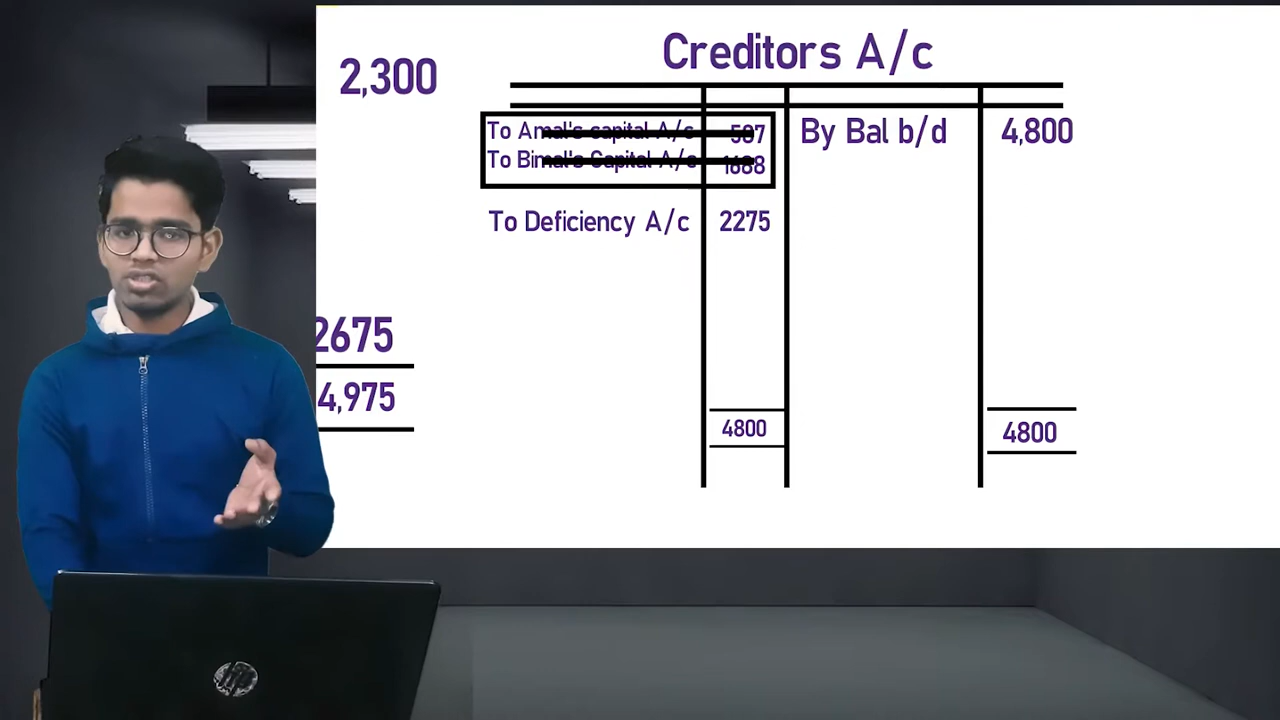 Creditors A/c
2,300
To Amal's capital A/c 587 By Bal b/d 4,800
To Bimal's Capital A/c 1688
To Deficiency A/c 2275
2675
4,975
4800 4800
hp